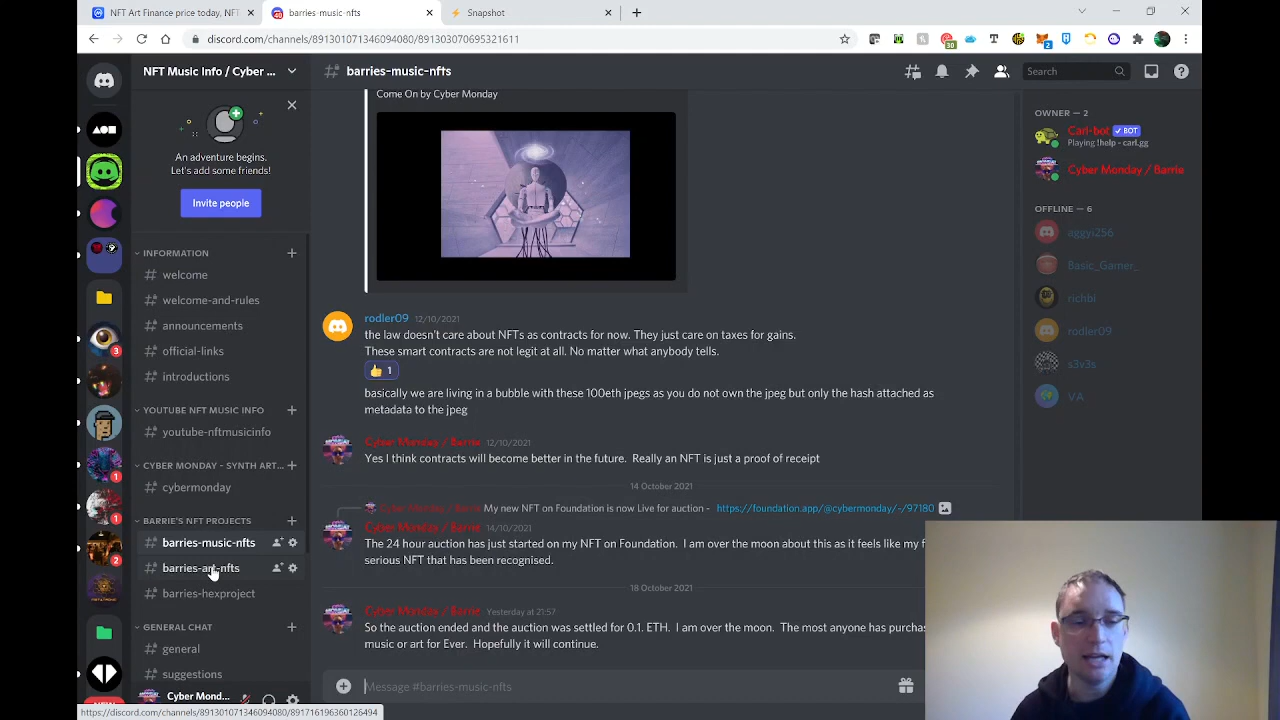 NFT Art Finance price today, NFT
barries-music-nfts
Snapshot
discord.com/channels/891301071346094080/891303070695321611
NFT Music Info / Cyber ...
barries-music-nfts
Search
An adventure begins.
Let's add some friends!
Invite people
INFORMATION
welcome
welcome-and-rules
announcements
official-links
introductions
YOUTUBE NFT MUSIC INFO
youtube-nftmusicinfo
CYBER MONDAY - SYNTH ART...
cybermonday
BARRIE'S NFT PROJECTS
barries-music-nfts
barries-art-nfts
barries-hexproject
GENERAL CHAT
general
suggestions
Cyber Mond...
3
1
1
2
NEW
Come On by Cyber Monday
rodler09 12/10/2021
the law doesn't care about NFTs as contracts for now. They just care on taxes for gains.
These smart contracts are not legit at all. No matter what anybody tells.
1
basically we are living in a bubble with these 100eth jpegs as you do not own the jpeg but only the hash attached as
metadata to the jpeg
Cyber Monday / Barrie 12/10/2021
Yes I think contracts will become better in the future. Really an NFT is just a proof of receipt
14 October 2021
Cyber Monday / Barrie My new NFT on Foundation is now Live for auction - https://foundation.app/@cybermonday/~/97180
Cyber Monday / Barrie 14/10/2021
The 24 hour auction has just started on my NFT on Foundation. I am over the moon about this as it feels like my f
serious NFT that has been recognised.
18 October 2021
Cyber Monday / Barrie Yesterday at 21:57
So the auction ended and the auction was settled for 0.1. ETH. I am over the moon. The most anyone has purchas
music or art for Ever. Hopefully it will continue.
Message #barries-music-nfts
OWNER — 2
Carl-bot BOT
Playing !help - carl.gg
Cyber Monday / Barrie
OFFLINE — 6
aggyi256
Basic_Gamer_
richbi
rodler09
s3v3s
VA
https://discord.com/channels/891301071346094080/891716196360126494